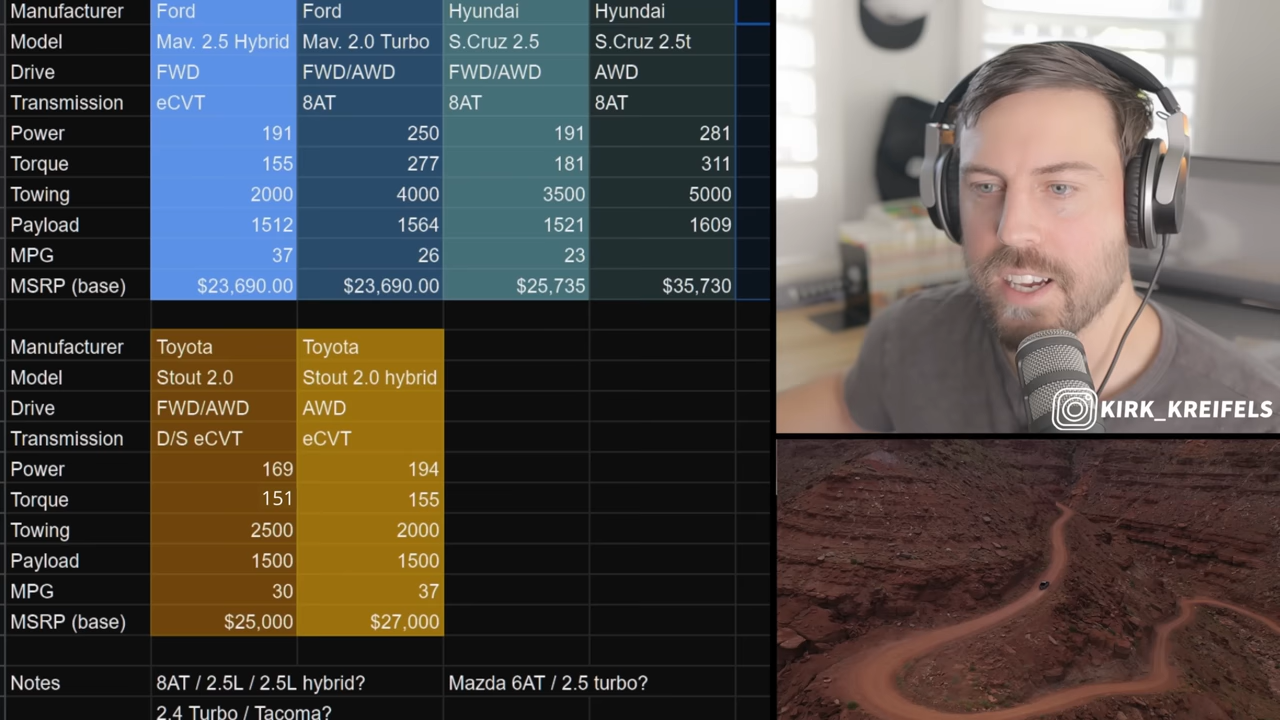 Manufacturer Ford Ford Hyundai Hyundai
Model Mav. 2.5 Hybrid Mav. 2.0 Turbo S.Cruz 2.5 S.Cruz 2.5t
Drive FWD FWD/AWD FWD/AWD AWD
Transmission eCVT 8AT 8AT 8AT
Power 191 250 191 281
Torque 155 277 181 311
Towing 2000 4000 3500 5000
Payload 1512 1564 1521 1609
MPG 37 26 23
MSRP (base) $23,690.00 $23,690.00 $25,735 $35,730
Manufacturer Toyota Toyota
Model Stout 2.0 Stout 2.0 hybrid
Drive FWD/AWD AWD
Transmission D/S eCVT eCVT
Power 169 194
Torque 151 155
Towing 2500 2000
Payload 1500 1500
MPG 30 37
MSRP (base) $25,000 $27,000
Notes 8AT / 2.5L / 2.5L hybrid? Mazda 6AT / 2.5 turbo?
2.4 Turbo / Tacoma?
KIRK_KREIFELS